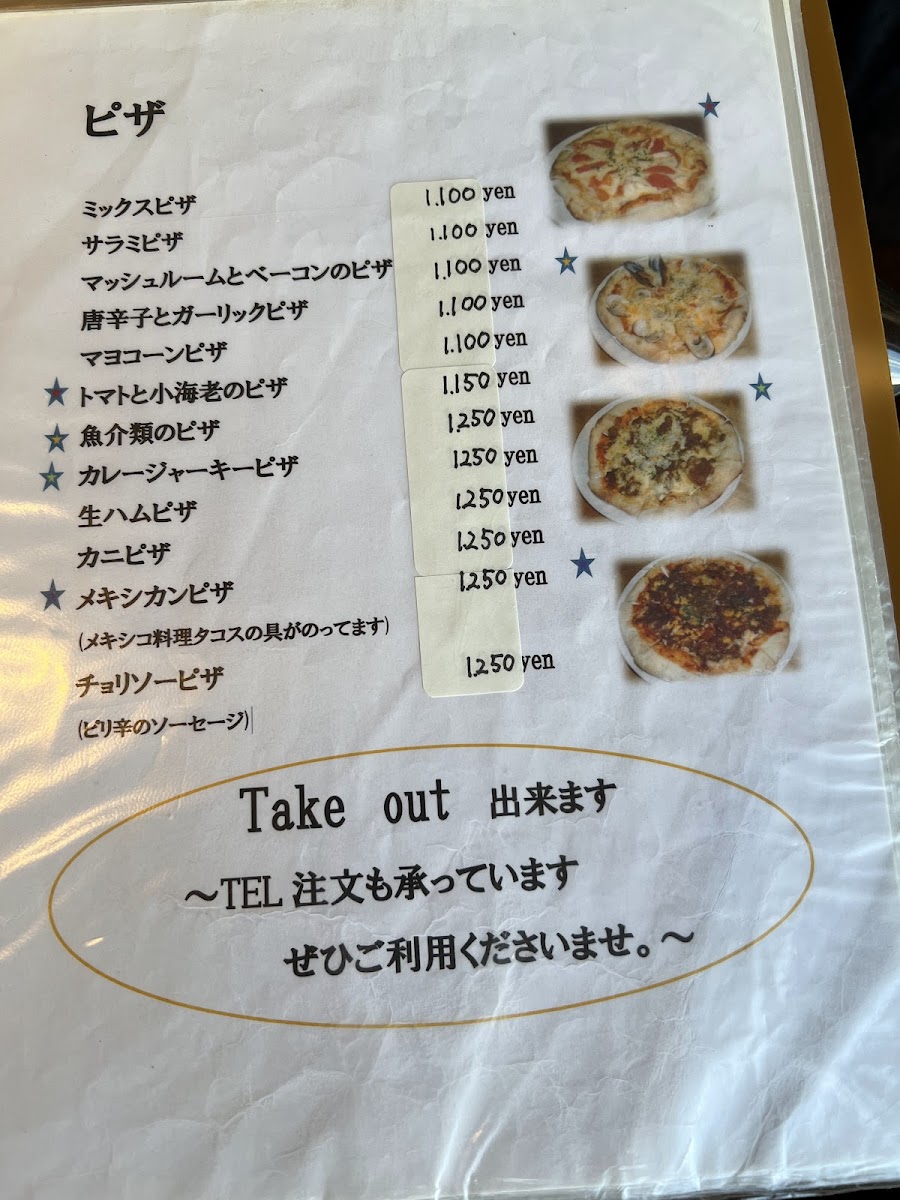 ピザ
ミックスピザ 1.100 yen
サラミピザ 1.100 yen
マッシュルームとベーコンのピザ 1.100 yen
唐辛子とガーリックピザ 1.100 yen
マヨコーンピザ 1.100 yen
★ トマトと小海老のピザ 1.150 yen
★ 魚介類のピザ 1.250 yen
★ カレージャーキーピザ 1250 yen
生ハムピザ 1.250 yen
カニピザ 1.250 yen
★ メキシカンピザ 1.250 yen
(メキシコ料理タコスの具がのってます)
チョリソーピザ 1.250 yen
(ピリ辛のソーセージ)
Take out 出来ます
～TEL 注文も承っています
ぜひご利用くださいませ。～